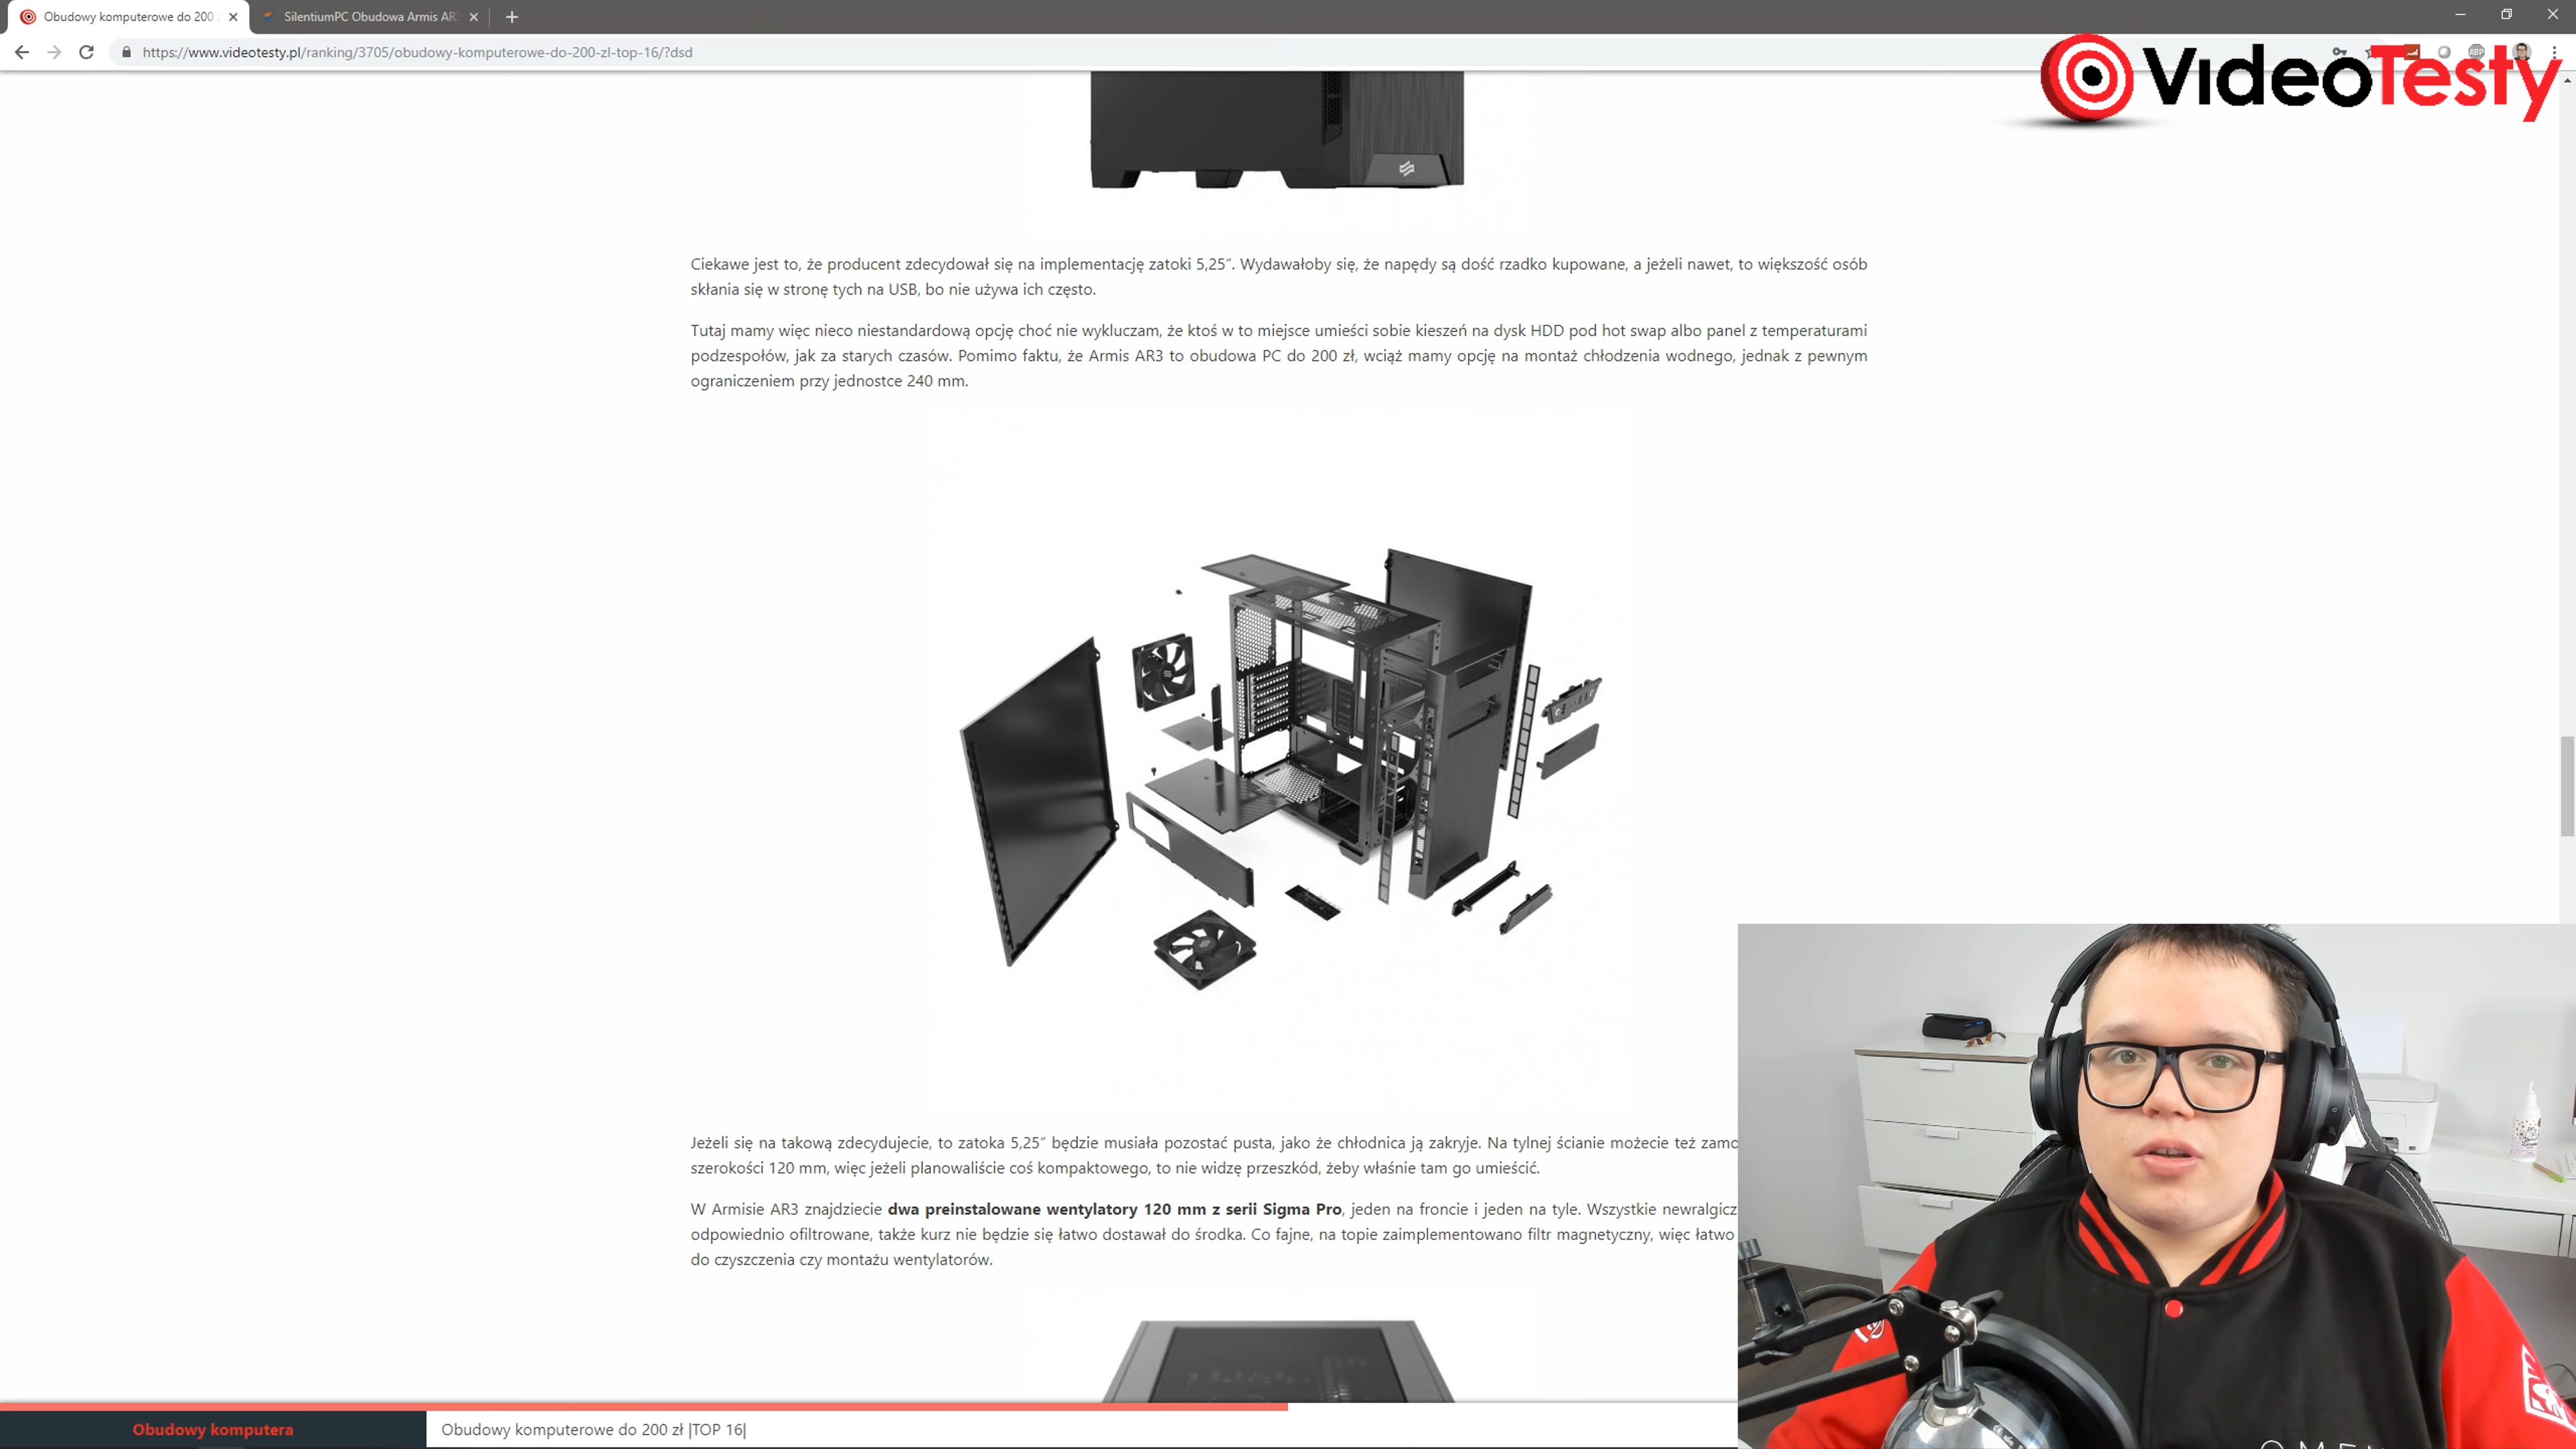 Obudowy komputerowe do 200
SilentiumPC Obudowa Armis AR
https://www.videotesty.pl/ranking/3705/obudowy-komputerowe-do-200-zl-top-16/?dsd
ABP
VideoTesty
Ciekawe jest to, że producent zdecydował się na implementację zatoki 5,25″. Wydawałoby się, że napędy są dość rzadko kupowane, a jeżeli nawet, to większość osób
skłania się w stronę tych na USB, bo nie używa ich często.
Tutaj mamy więc nieco niestandardową opcję choć nie wykluczam, że ktoś w to miejsce umieści sobie kieszeń na dysk HDD pod hot swap albo panel z temperaturami
podzespołów, jak za starych czasów. Pomimo faktu, że Armis AR3 to obudowa PC do 200 zł, wciąż mamy opcję na montaż chłodzenia wodnego, jednak z pewnym
ograniczeniem przy jednostce 240 mm.
Jeżeli się na takową zdecydujecie, to zatoka 5,25″ będzie musiała pozostać pusta, jako że chłodnica ją zakryje. Na tylnej ścianie możecie też zamo
szerokości 120 mm, więc jeżeli planowaliście coś kompaktowego, to nie widzę przeszkód, żeby właśnie tam go umieścić.
W Armisie AR3 znajdziecie dwa preinstalowane wentylatory 120 mm z serii Sigma Pro, jeden na froncie i jeden na tyle. Wszystkie newralgicz
odpowiednio ofiltrowane, także kurz nie będzie się łatwo dostawał do środka. Co fajne, na topie zaimplementowano filtr magnetyczny, więc łatwo
do czyszczenia czy montażu wentylatorów.
Obudowy komputera
Obudowy komputerowe do 200 zł |TOP 16|